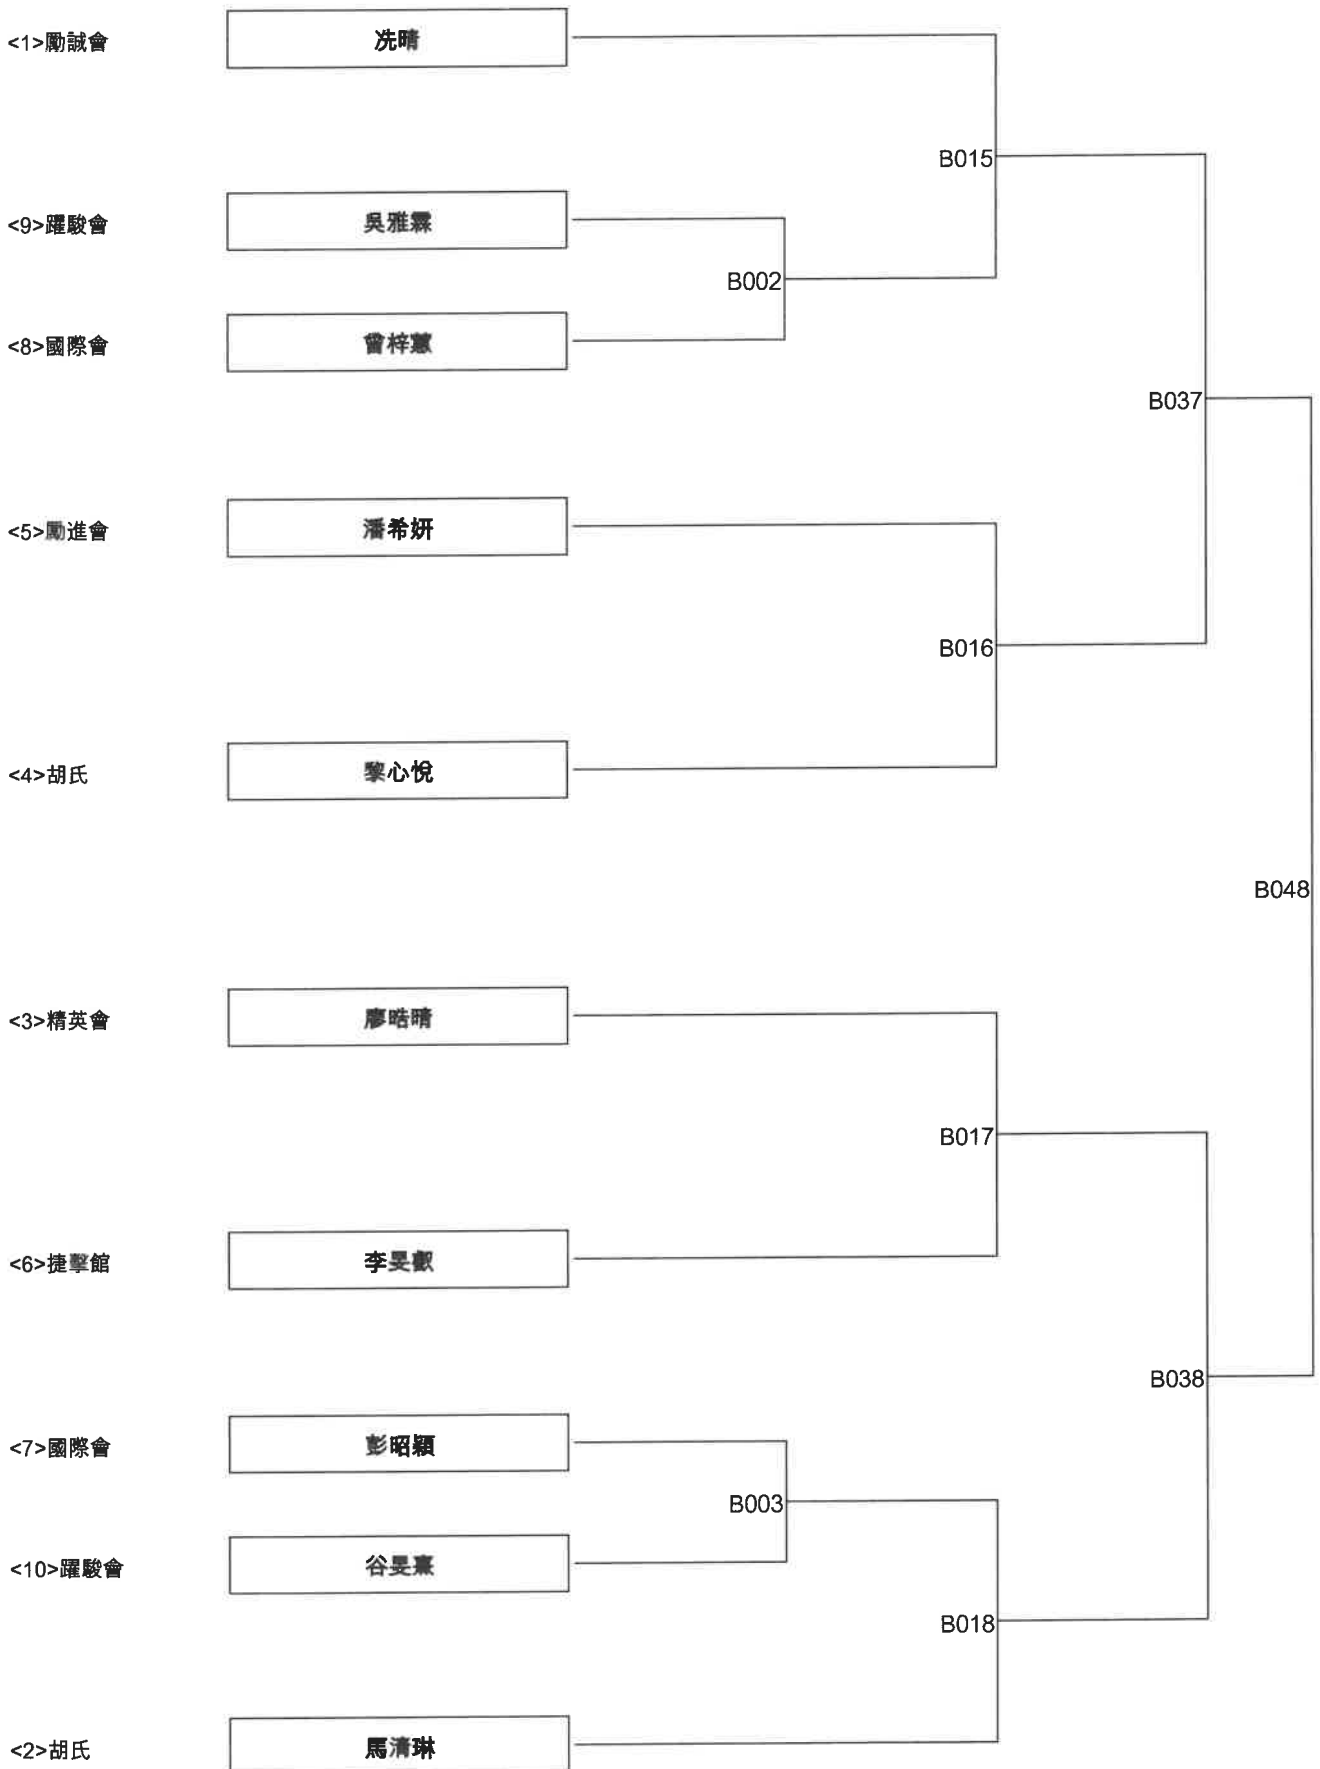 <1>勵誠會
冼晴
B015
<9>躍駿會
吳雅霖
B002
<8>國際會
曾梓蕙
B037
<5>勵進會
潘希妍
B016
<4>胡氏
黎心悅
B048
<3>精英會
廖晧晴
B017
<6>捷擊館
李旻叡
B038
<7>國際會
彭昭穎
B003
<10>躍駿會
谷旻熹
B018
<2>胡氏
馬清琳